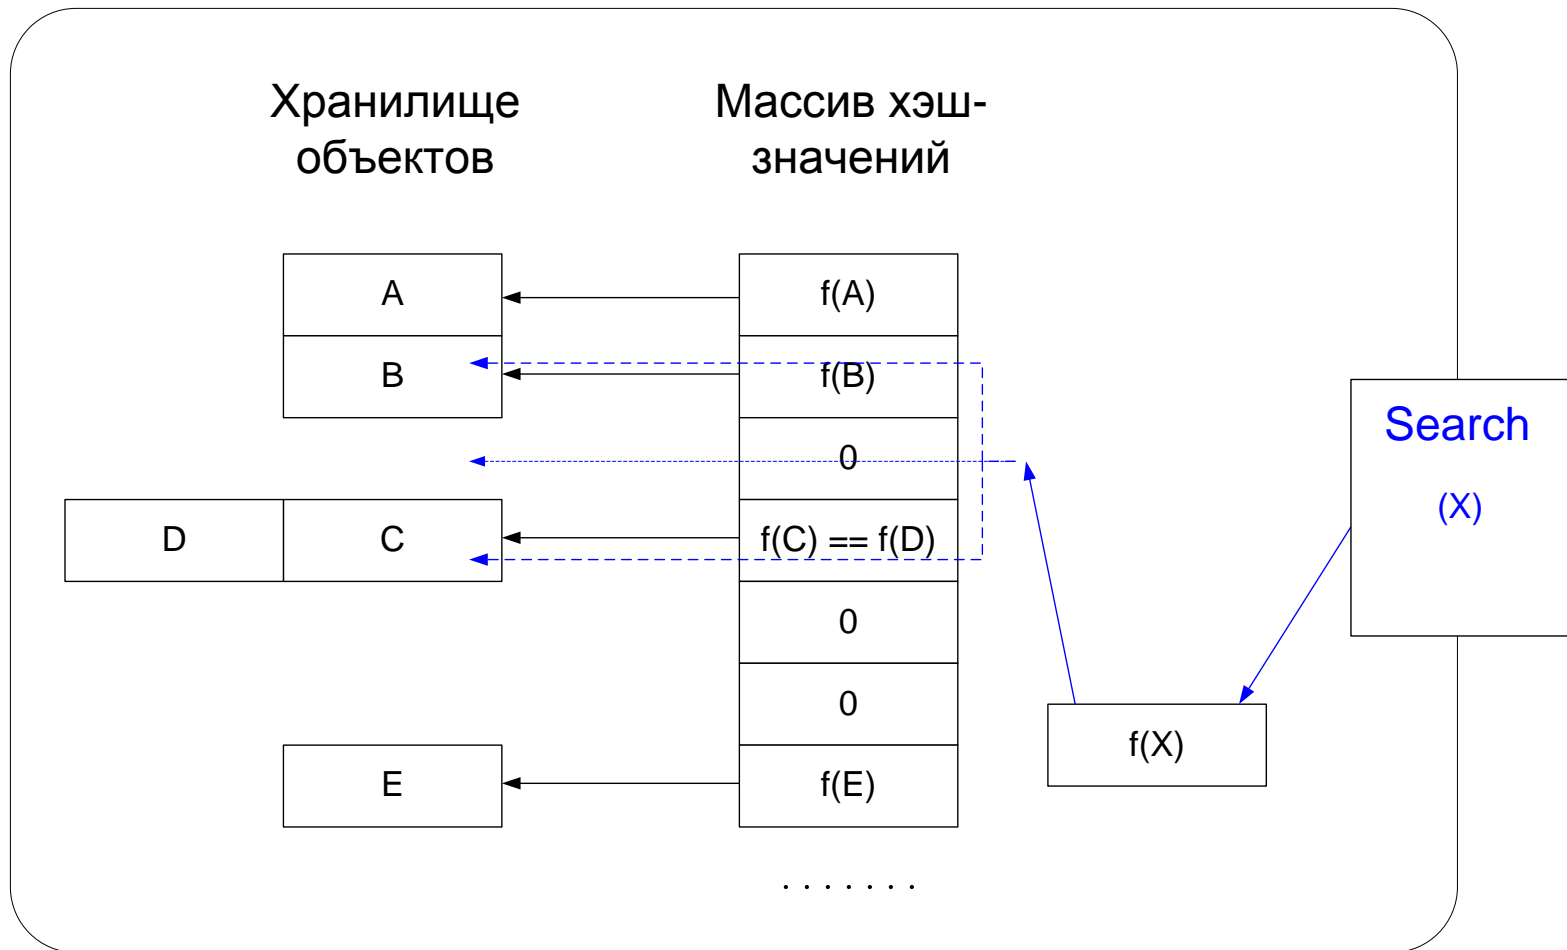 Хранилище
объектов
Массив хэш-
значений
A
f(A)
B
f(B)
Search
0
(X)
D
C
f(C) == f(D)
0
0
f(X)
E
f(E)
. . . . . . .